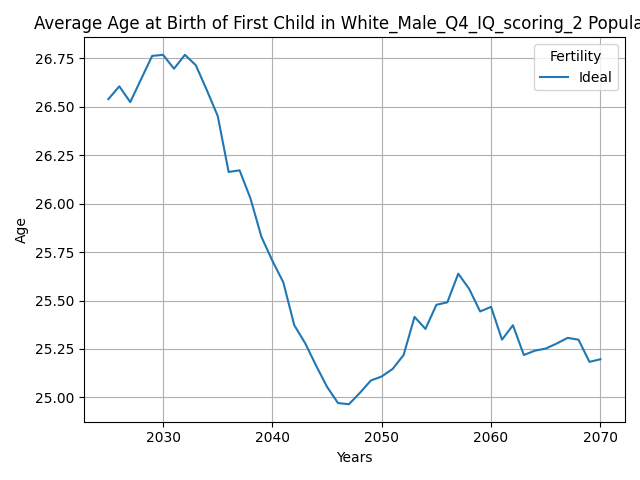 Average Age at Birth of First Child in White_Male_Q4_IQ_scoring_2 Popula
Fertility
Ideal
26.75
26.50
26.25
26.00
25.75
25.50
25.25
25.00
Age
2030 2040 2050 2060 2070
Years